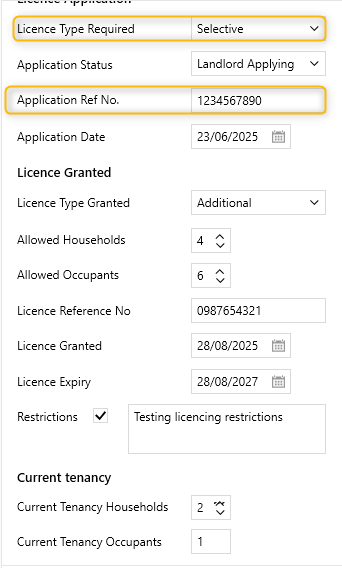 Licence Application
Licence Type Required Selective
Application Status Landlord Applying
Application Ref No. 1234567890
Application Date 23/06/2025
Licence Granted
Licence Type Granted Additional
Allowed Households 4
Allowed Occupants 6
Licence Reference No 0987654321
Licence Granted 28/08/2025
Licence Expiry 28/08/2027
Restrictions Testing licencing restrictions
Current tenancy
Current Tenancy Households 2
Current Tenancy Occupants 1